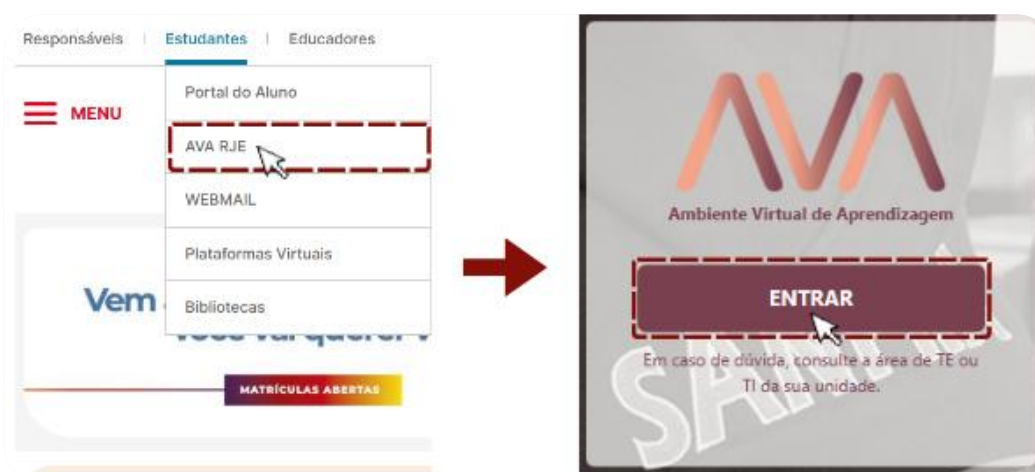 Responsáveis | Estudantes | Educadores
MENU
Portal do Aluno
AVA RJE
WEBMAIL
Plataformas Virtuais
Bibliotecas
Vem
MATRÍCULAS ABERTAS
AVA
Ambiente Virtual de Aprendizagem
ENTRAR
Em caso de dúvida, consulte a área de TE ou
TI da sua unidade.